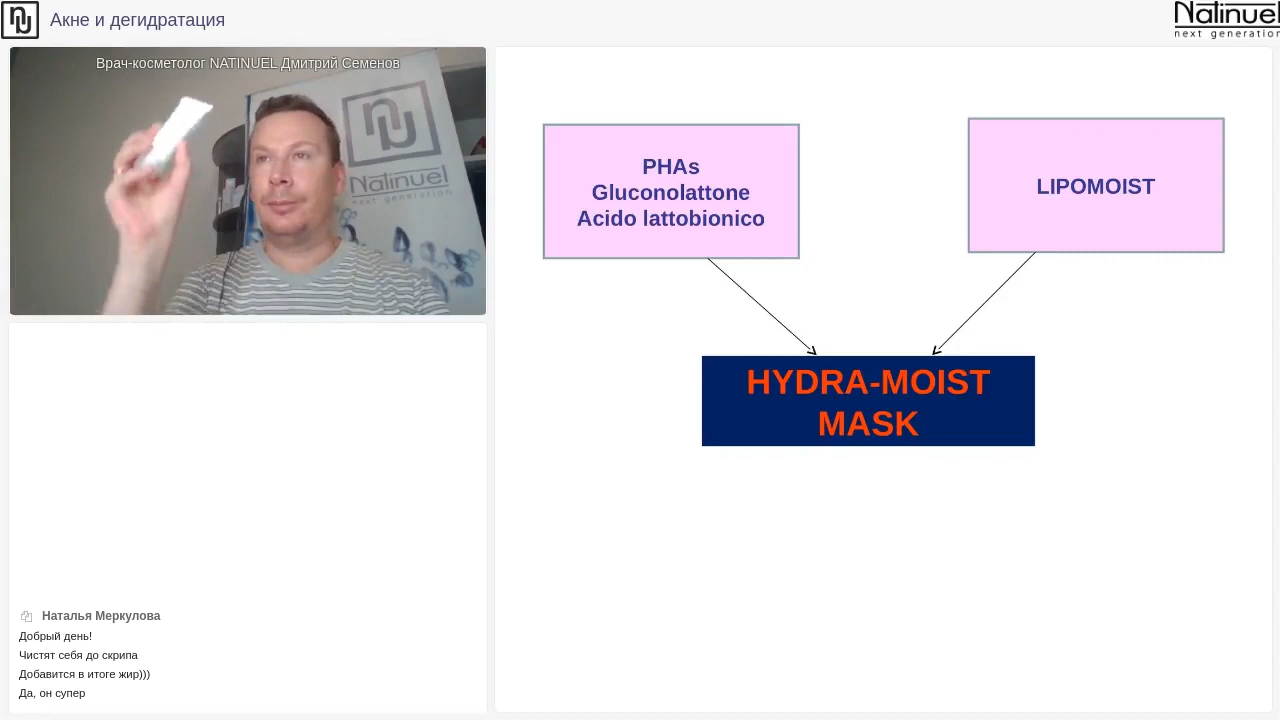 Акне и дегидратация
Natinuel
next generation
Врач-косметолог NATINUEL Дмитрий Семенов
Natinuel
next generation
PHAs
Gluconolattone
Acido lattobionico
LIPOMOIST
HYDRA-MOIST
MASK
Наталья Меркулова
Добрый день!
Чистят себя до скрипа
Добавится в итоге жир)))
Да, он супер